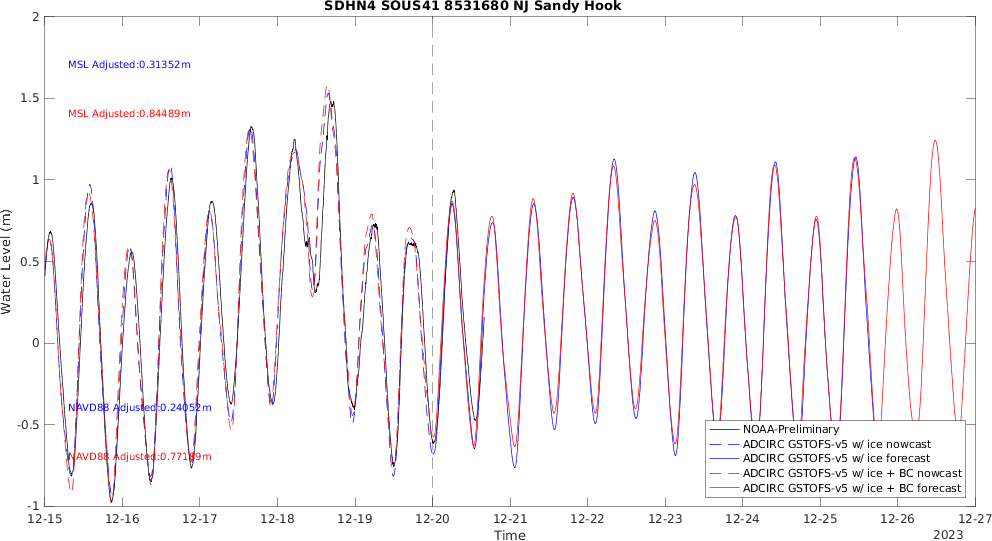 SDHN4 SOUS41 8531680 NJ Sandy Hook
2
1.5
1
0.5
0
-0.5
-1
Water Level (m)
MSL Adjusted:0.31352m
MSL Adjusted:0.84489m
NAVD88 Adjusted:0.24052m
NAVD88 Adjusted:0.77189m
NOAA-Preliminary
ADCIRC GSTOFS-v5 w/ ice nowcast
ADCIRC GSTOFS-v5 w/ ice forecast
ADCIRC GSTOFS-v5 w/ ice + BC nowcast
ADCIRC GSTOFS-v5 w/ ice + BC forecast
12-15 12-16 12-17 12-18 12-19 12-20 12-21 12-22 12-23 12-24 12-25 12-26 12-27
Time
2023